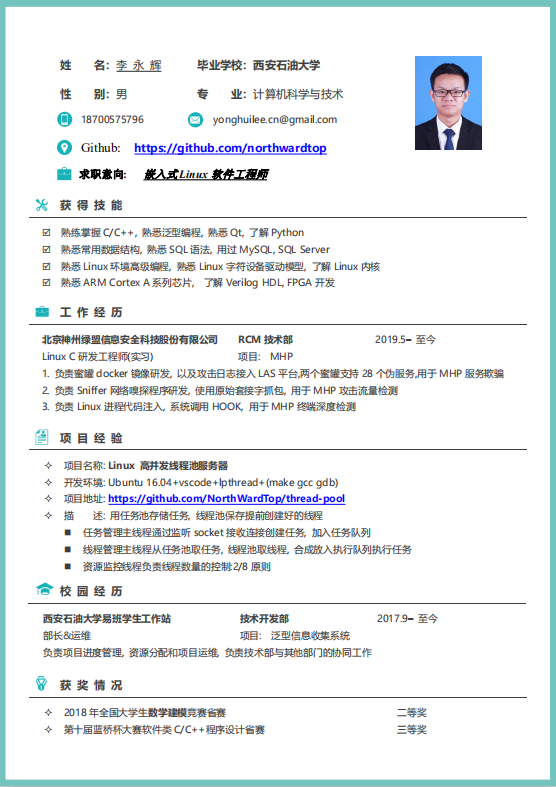 姓 名：李 永 辉 毕业学校：西安石油大学
性 别：男 专 业：计算机科学与技术
18700575796 yonghuilee.cn@gmail.com
Github: https://github.com/northwardtop
求职意向: 嵌入式Linux 软件工程师
获 得 技 能
熟练掌握 C/C++, 熟悉泛型编程, 熟悉 Qt, 了解 Python
熟悉常用数据结构, 熟悉 SQL 语法, 用过 MySQL, SQL Server
熟悉 Linux 环境高级编程, 熟悉 Linux 字符设备驱动模型, 了解 Linux 内核
熟悉 ARM Cortex A 系列芯片, 了解 Verilog HDL, FPGA 开发
工 作 经 历
北京神州绿盟信息安全科技股份有限公司 RCM 技术部 2019.5– 至今
Linux C 研发工程师(实习) 项目: MHP
1. 负责蜜罐 docker 镜像研发, 以及攻击日志接入 LAS 平台,两个蜜罐支持 28 个伪服务,用于 MHP 服务欺骗
2. 负责 Sniffer 网络嗅探程序研发, 使用原始套接字抓包, 用于 MHP 攻击流量检测
3. 负责 Linux 进程代码注入, 系统调用 HOOK, 用于 MHP 终端深度检测
项 目 经 验
项目名称: Linux 高并发线程池服务器
开发环境: Ubuntu 16.04+vscode+lpthread+(make gcc gdb)
项目地址: https://github.com/NorthWardTop/thread-pool
描 述: 用任务池存储任务, 线程池保存提前创建好的线程
任务管理主线程通过监听 socket 接收连接创建任务, 加入任务队列
线程管理主线程从任务池取任务, 线程池取线程, 合成放入执行队列执行任务
资源监控线程负责线程数量的控制:2/8 原则
校 园 经 历
西安石油大学易班学生工作站 技术开发部 2017.9– 至今
部长&运维 项目: 泛型信息收集系统
负责项目进度管理, 资源分配和项目运维, 负责技术部与其他部门的协同工作
获 奖 情 况
2018 年全国大学生数学建模竞赛省赛 二等奖
第十届蓝桥杯大赛软件类 C/C++程序设计省赛 三等奖